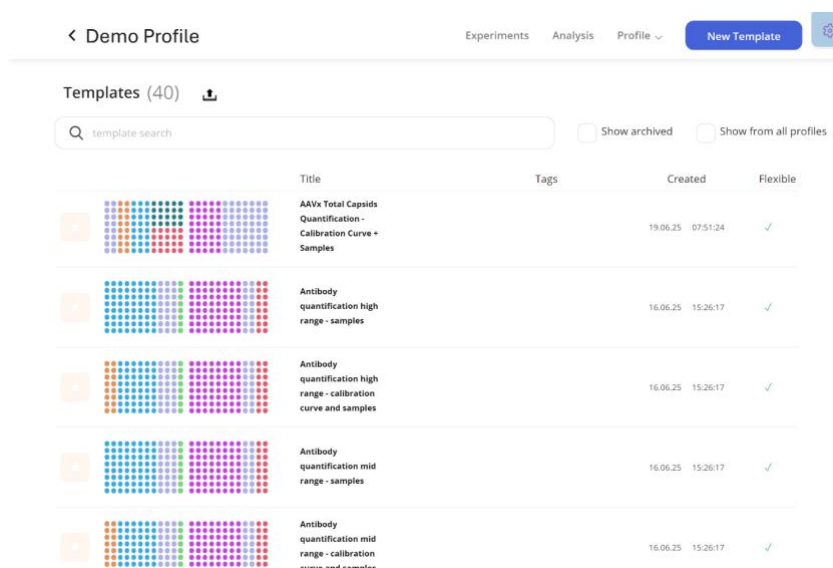 Demo Profile
Experiments Analysis Profile New Template
Templates (40)
template search
Show archived Show from all profiles
Title Tags Created Flexible
AAVx Total Capsids
Quantification -
Calibration Curve +
Samples
19.06.25 07:51:24
Antibody
quantification high
range - samples
16.06.25 15:26:17
Antibody
quantification high
range - calibration
curve and samples
16.06.25 15:26:17
Antibody
quantification mid
range - samples
16.06.25 15:26:17
Antibody
quantification mid
range - calibration
curve and samples
16.06.25 15:26:17